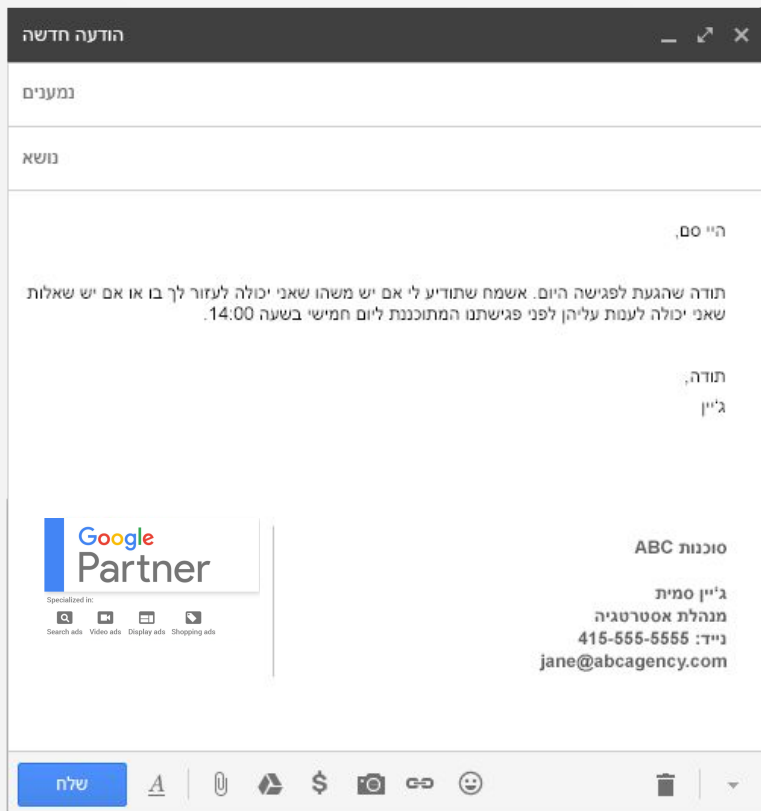 הודעה חדשה
נמענים
נושא
היי סם,
תודה שהגעת לפגישה היום. אשמח שתודיע לי אם יש משהו שאני יכולה לעזור לך בו או אם יש שאלות
שאני יכולה לענות עליהן לפני פגישתנו המתוכננת ליום חמישי בשעה 14:00.
תודה,
ג'יין
סוכנות ABC
ג'יין סמית
מנהלת אסטרטגיה
נייד: 415-555-5555
jane@abcagency.com
Google
Partner
Specialized in:
Search ads Video ads Display ads Shopping ads
שלח